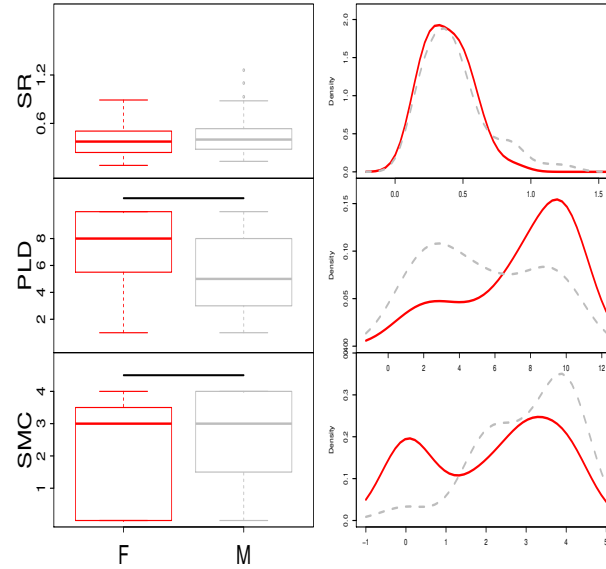 SR
0.6 1.2
Density
0.0 0.5 1.0 1.5 2.0
0.0 0.5 1.0 1.5
PLD
2 4 6 8
Density
0.05 0.10 0.15
0 2 4 6 8 10 12
SMC
1 2 3 4
Density
0.0 0.1 0.2 0.3
−1 0 1 2 3 4 5
F M